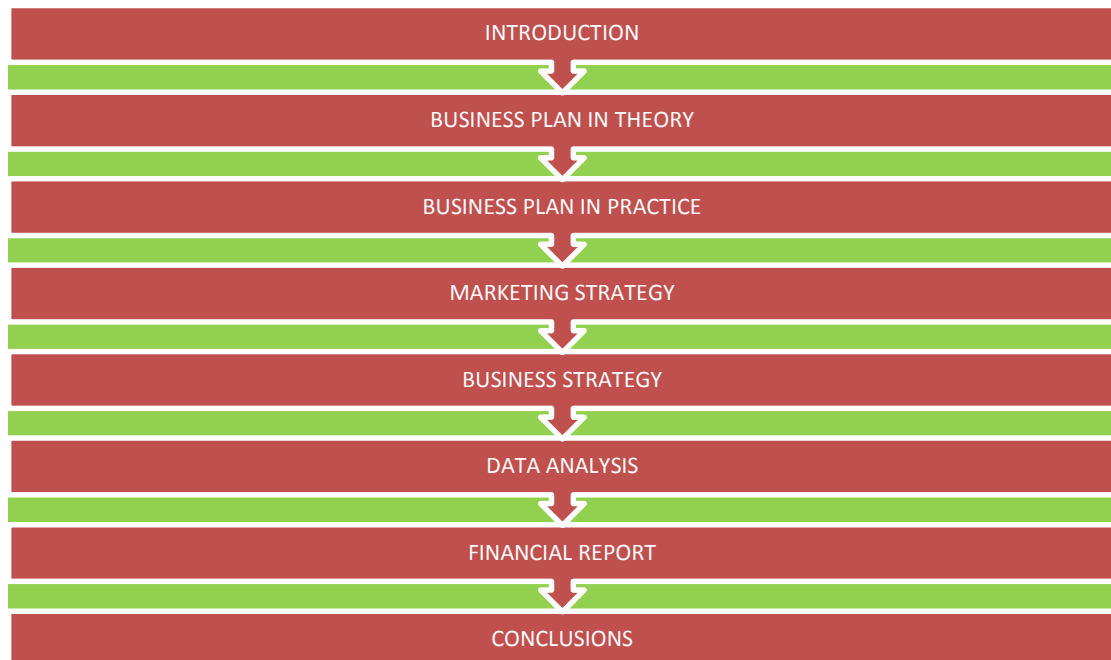 INTRODUCTION
BUSINESS PLAN IN THEORY
BUSINESS PLAN IN PRACTICE
MARKETING STRATEGY
BUSINESS STRATEGY
DATA ANALYSIS
FINANCIAL REPORT
CONCLUSIONS